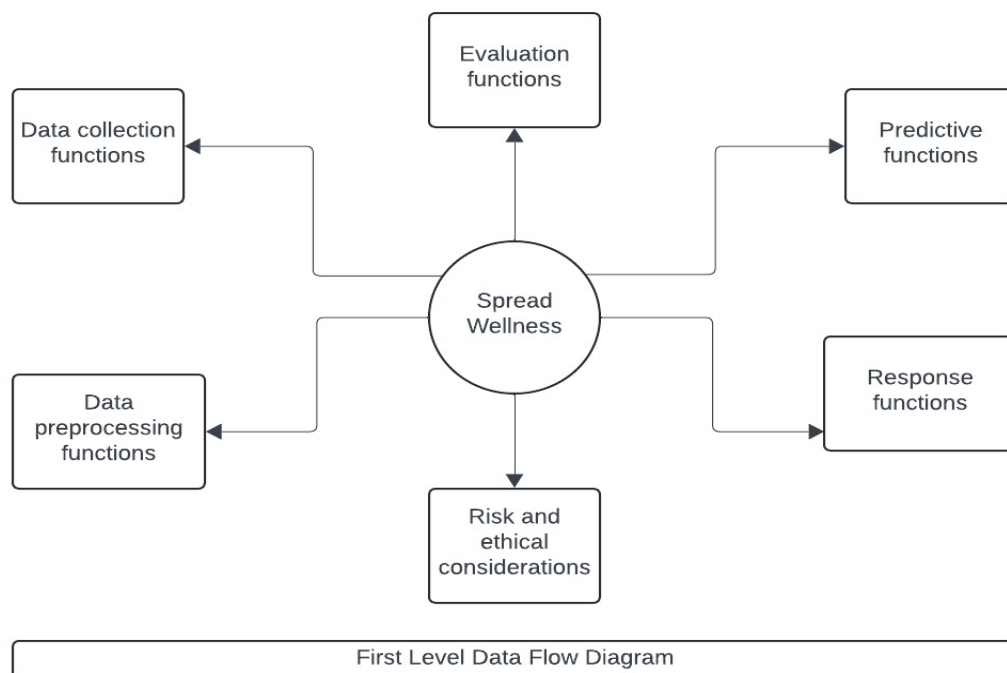 Evaluation
functions
Data collection
functions
Predictive
functions
Spread
Wellness
Data
preprocessing
functions
Response
functions
Risk and
ethical
considerations
First Level Data Flow Diagram